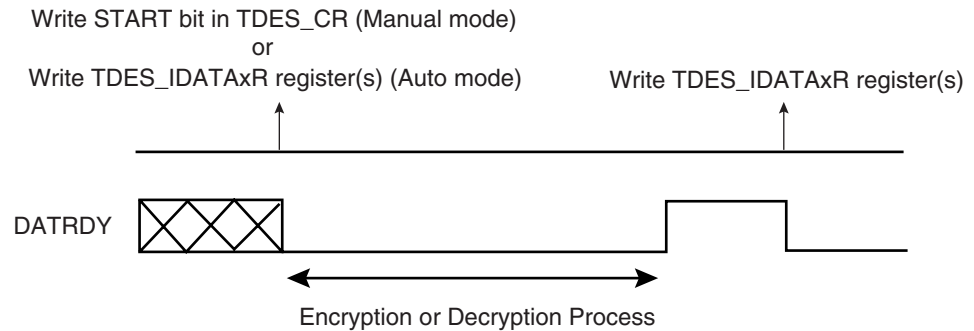 Write START bit in TDES_CR (Manual mode)
or
Write TDES_IDATAxR register(s) (Auto mode)
Write TDES_IDATAxR register(s)
DATRDY
Encryption or Decryption Process